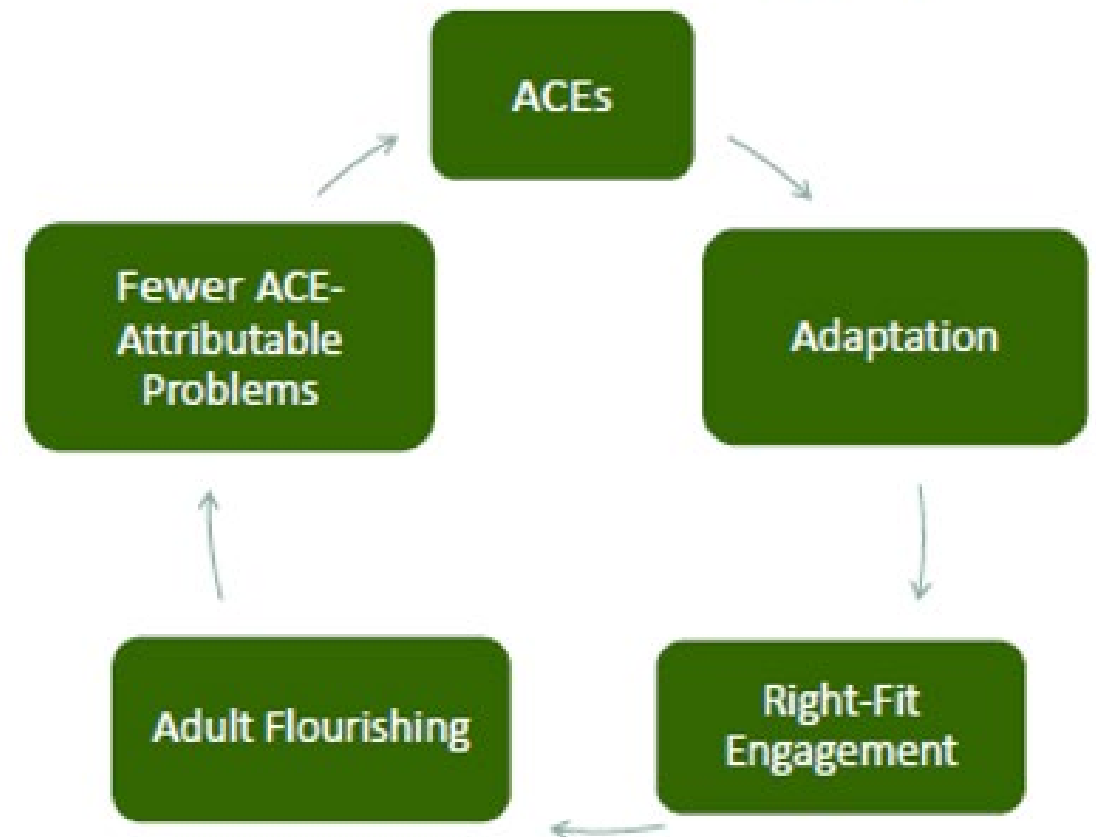 ACEs
Adaptation
Right-Fit
Engagement
Adult Flourishing
Fewer ACE-
Attributable
Problems